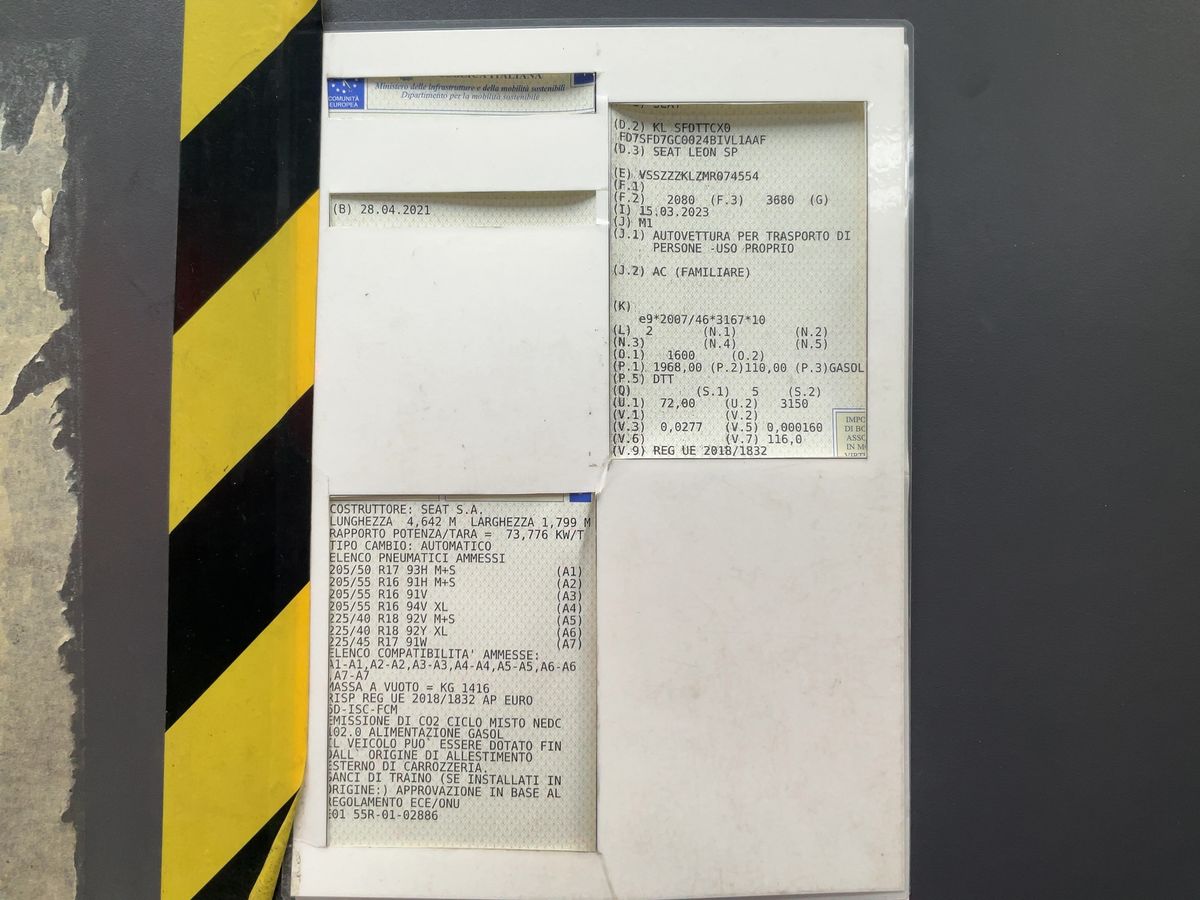 COMUNITÀ
EUROPEA
Ministero delle infrastrutture e della mobilità sostenibili
Dipartimento per la mobilità sostenibile
(B) 28.04.2021
(D.2) KL SFDTTCX0
FD7SFD7GC0024BIVL1AAF
(D.3) SEAT LEON SP
(E) VSSZZZKLZMR074554
(F.1)
(F.2) 2080 (F.3) 3680 (G)
(I) 15.03.2023
(J) M1
(J.1) AUTOVETTURA PER TRASPORTO DI
PERSONE -USO PROPRIO
(J.2) AC (FAMILIARE)
(K)
e9*2007/46*3167*10
(L) 2 (N.1) (N.2)
(N.3) (N.4) (N.5)
(O.1) 1600 (O.2)
(P.1) 1968,00 (P.2)110,00 (P.3)GASOL
(P.5) DTT
(Q) (S.1) 5 (S.2)
(U.1) 72,00 (U.2) 3150
(V.1) (V.2)
(V.3) 0,0277 (V.5) 0,000160
(V.6) (V.7) 116,0
(V.9) REG UE 2018/1832
IMPO
DI BO
ASSO
IN MO
COSTRUTTORE: SEAT S.A.
LUNGHEZZA 4,642 M LARGHEZZA 1,799 M
RAPPORTO POTENZA/TARA = 73,776 KW/T
TIPO CAMBIO: AUTOMATICO
ELENCO PNEUMATICI AMMESSI
205/50 R17 93H M+S (A1)
205/55 R16 91H M+S (A2)
205/55 R16 91V (A3)
205/55 R16 94V XL (A4)
225/40 R18 92V M+S (A5)
225/40 R18 92Y XL (A6)
225/45 R17 91W (A7)
ELENCO COMPATIBILITA' AMMESSE:
A1-A1,A2-A2,A3-A3,A4-A4,A5-A5,A6-A6
,A7-A7
MASSA A VUOTO = KG 1416
RISP REG UE 2018/1832 AP EURO
6D-ISC-FCM
EMISSIONE DI CO2 CICLO MISTO NEDC
102.0 ALIMENTAZIONE GASOL
IL VEICOLO PUO` ESSERE DOTATO FIN
DALL` ORIGINE DI ALLESTIMENTO
ESTERNO DI CARROZZERIA.
GANCI DI TRAINO (SE INSTALLATI IN
ORIGINE:) APPROVAZIONE IN BASE AL
REGOLAMENTO ECE/ONU
E01 55R-01-02886